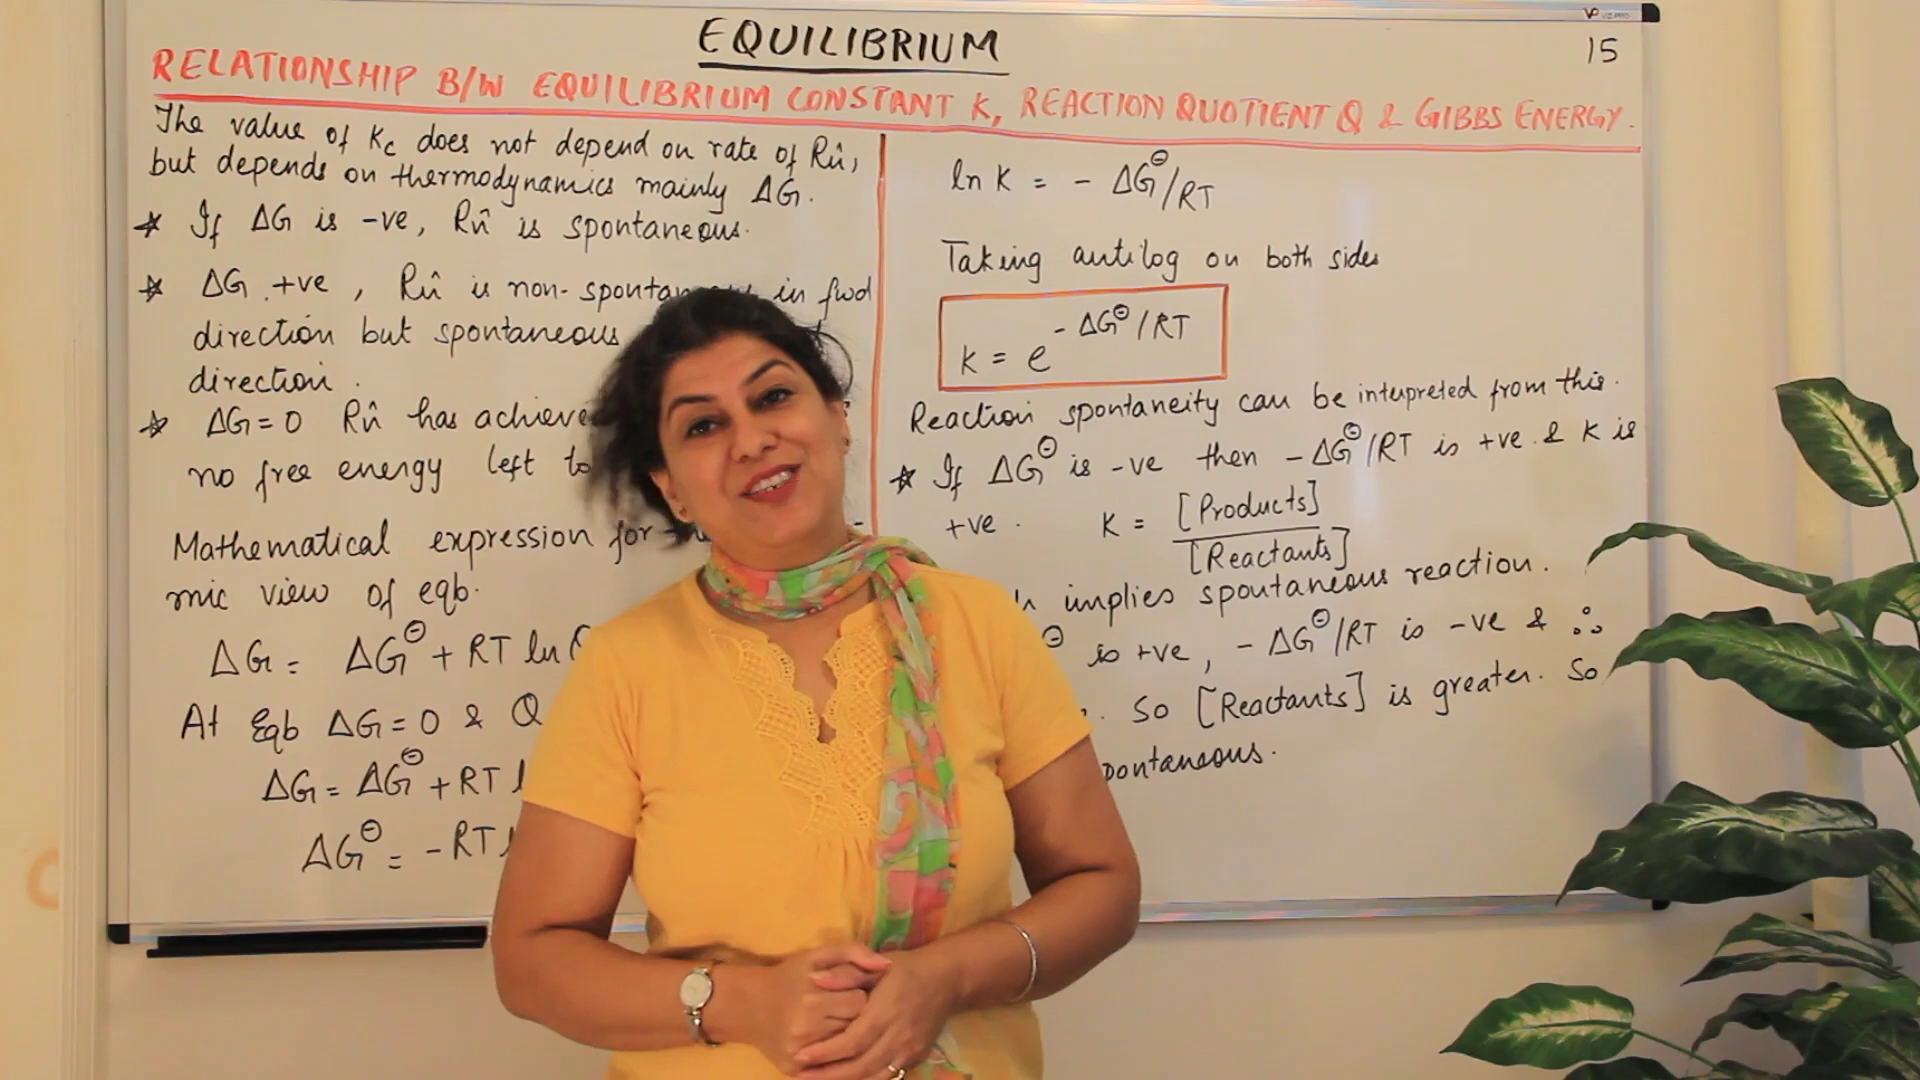 EQUILIBRIUM
15
RELATIONSHIP B/W EQUILIBRIUM CONSTANT K, REACTION QUOTIENT Q & GIBBS ENERGY.
The value of Kc does not depend on rate of Rn̂,
but depends on thermodynamics mainly ΔG.
* If ΔG is -ve, Rn̂ is spontaneous.
* ΔG +ve, Rn̂ is non-spontan in fwd
direction but spontaneous
direction.
* ΔG = 0 Rn̂ has achieve
no free energy left to
Mathematical expression for
mic view of eqb.
ΔG = ΔG⊖ + RT ln Q
At Eqb ΔG = 0 & Q
ΔG = ΔG⊖ + RT
ΔG⊖ = - RT
ln K = - ΔG⊖/RT
Taking antilog on both sides
K = e^-ΔG⊖/RT
Reaction spontaneity can be interpreted from this.
* If ΔG⊖ is -ve then -ΔG⊖/RT is +ve & K is
+ve. K = [Products]
[Reactants]
implies spontaneous reaction.
⊖ is +ve, -ΔG⊖/RT is -ve & ∴
. So [Reactants] is greater. So
pontaneous.